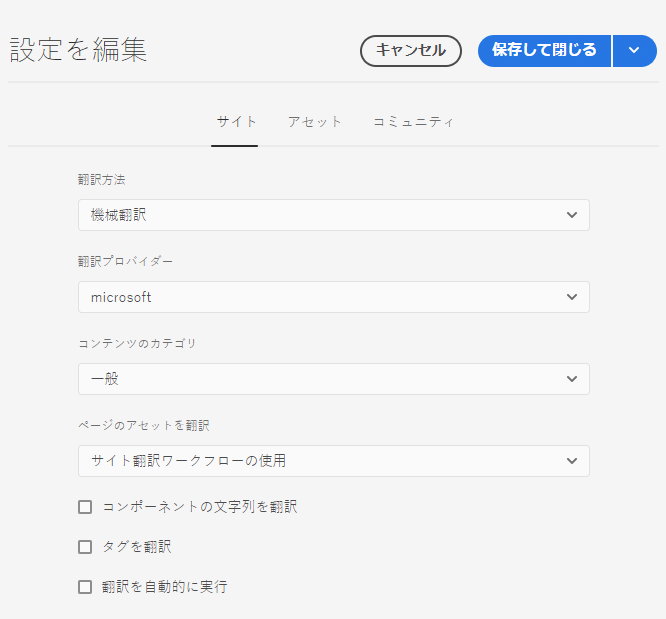 設定を編集
キャンセル
保存して閉じる
サイト
アセット
コミュニティ
翻訳方法
機械翻訳
翻訳プロバイダー
microsoft
コンテンツのカテゴリ
一般
ページのアセットを翻訳
サイト翻訳ワークフローの使用
コンポーネントの文字列を翻訳
タグを翻訳
翻訳を自動的に実行